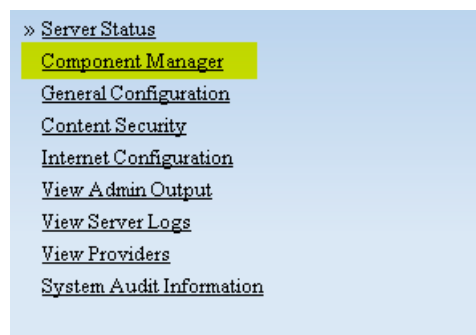 » Server Status
Component Manager
General Configuration
Content Security
Internet Configuration
View Admin Output
View Server Logs
View Providers
System Audit Information